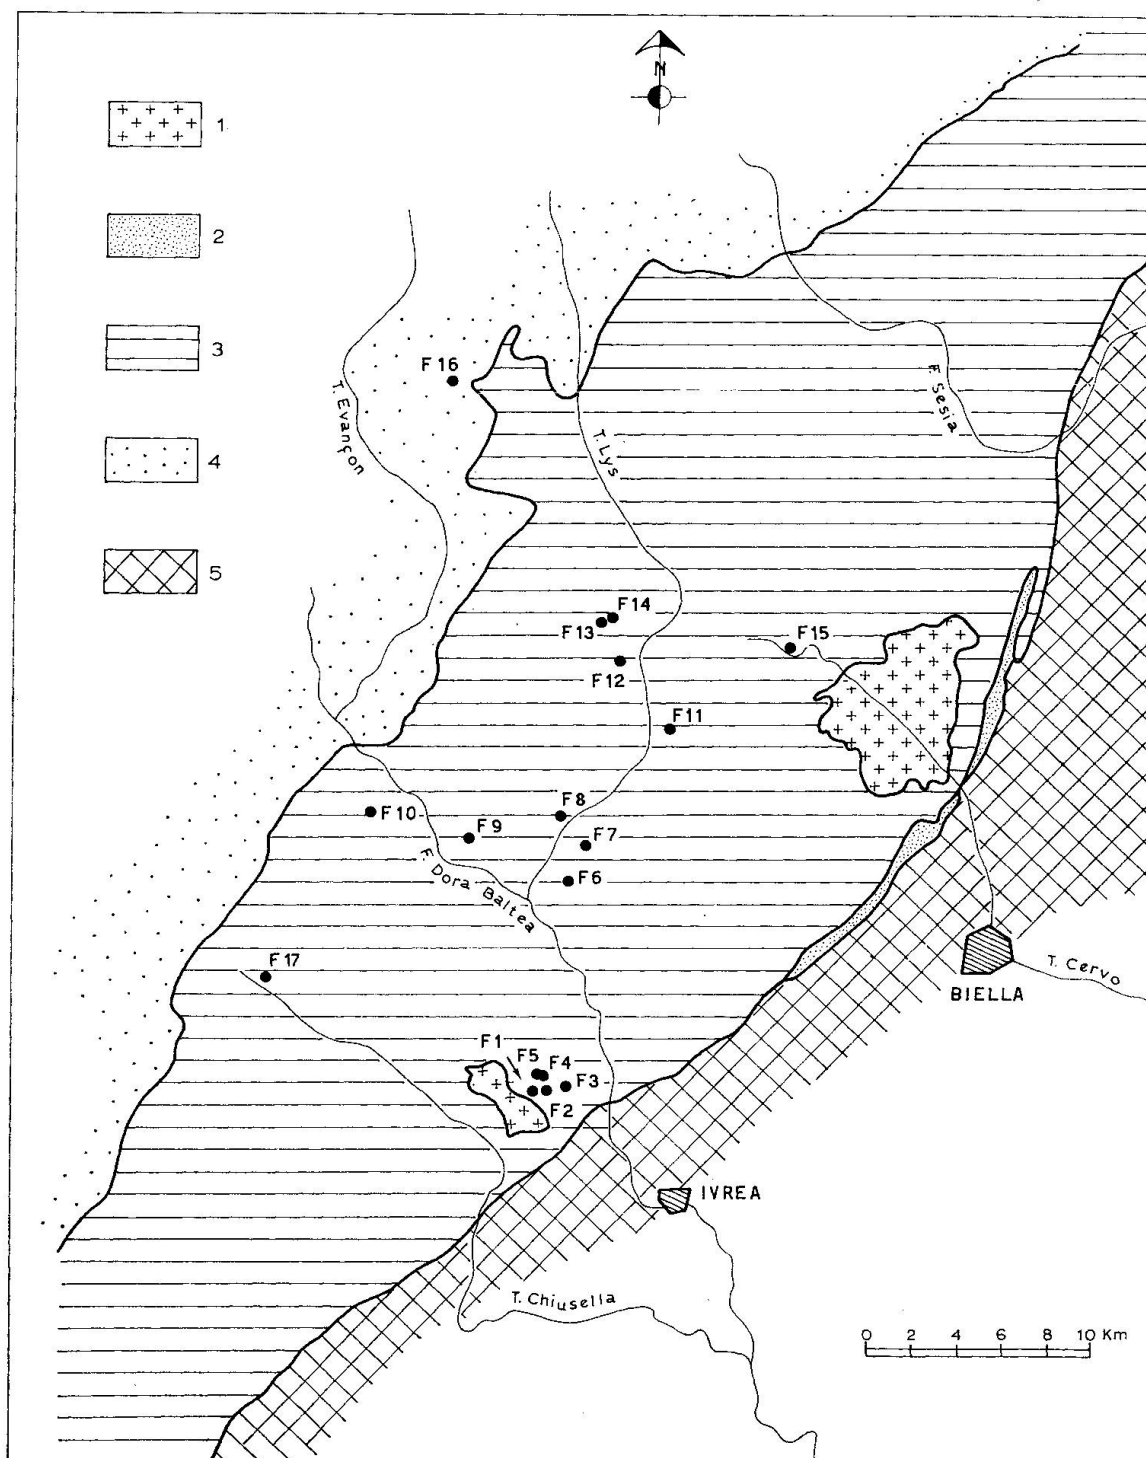 N
1
2
3
4
5
F 16
T. Evançon
T. Lys
F. Sesia
F14
F13
F15
F12
F11
F8
F10
F9
F7
F. Dora Baltea
F6
F 17
T. Cervo
BIELLA
F1
F5
F4
F3
F2
IVREA
T. Chiusella
0 2 4 6 8 10 Km